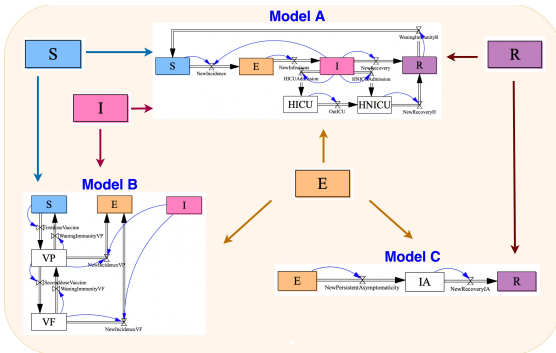 Model A
S
R
WaningImmunityR
S
NewIncidence
E
NewInfectious
I
NewRecovery
R
HICUAdmission
HNICUAdmission
I
HICU
OutICU
HNICU
NewRecoveryH
Model B
E
S
E
I
FirstdoseVaccine
WaningImmunityVP
VP
NewIncidenceVP
Model C
SeconddoseVaccine
WaningImmunityVF
E
NewPersistentAsymptomaticity
IA
NewRecoveryIA
R
VF
NewIncidenceVF